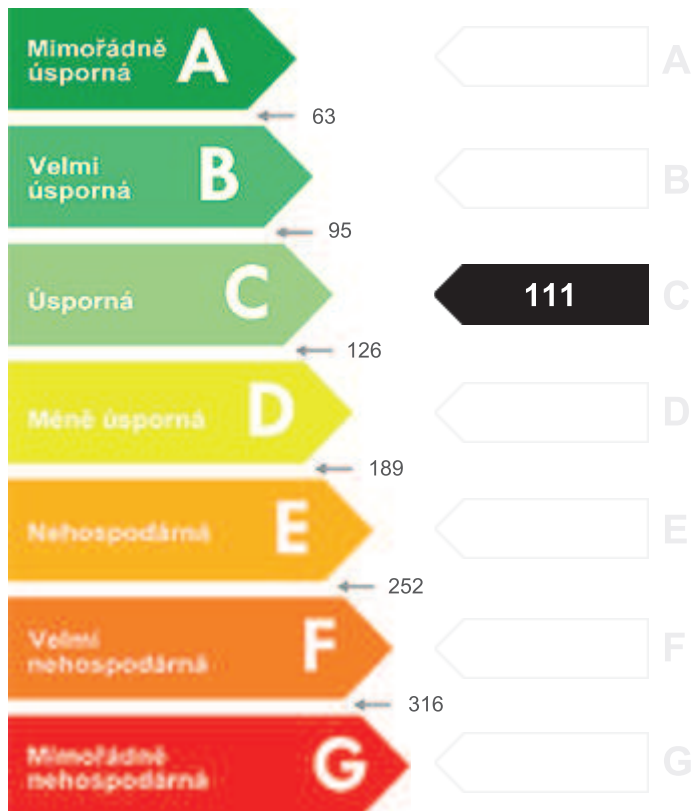 Mimořádně
úsporná
A
A
63
Velmi
úsporná
B
B
95
Úsporná
C
111
C
126
Méně úsporná
D
D
189
Nehospodárná
E
E
252
Velmi
nehospodárná
F
F
316
Mimořádně
nehospodárná
G
G